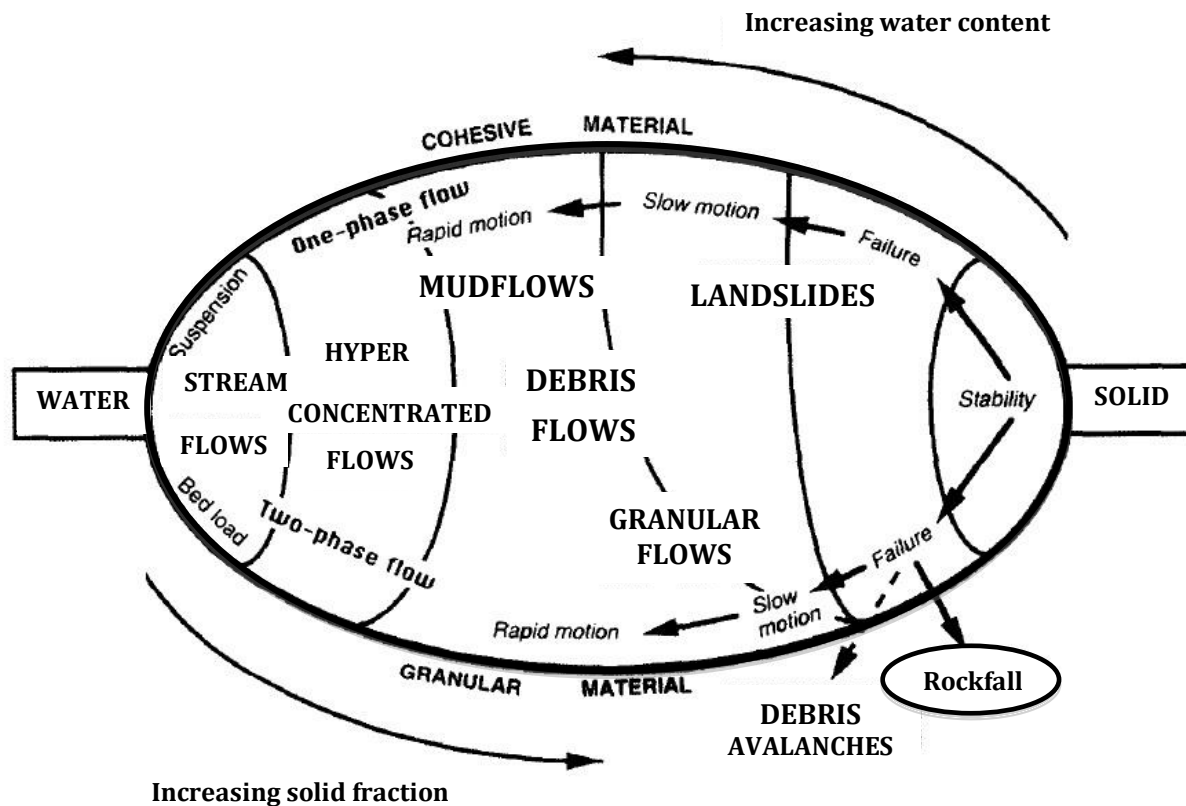 Increasing water content
COHESIVE MATERIAL
One-phase flow
Rapid motion
Slow motion
Failure
MUDFLOWS
LANDSLIDES
Suspension
HYPER
CONCENTRATED
FLOWS
STREAM
FLOWS
DEBRIS
FLOWS
WATER
Stability
SOLID
Bed load
Two-phase flow
GRANULAR
FLOWS
Failure
Slow
motion
Rapid motion
GRANULAR MATERIAL
Rockfall
DEBRIS
AVALANCHES
Increasing solid fraction